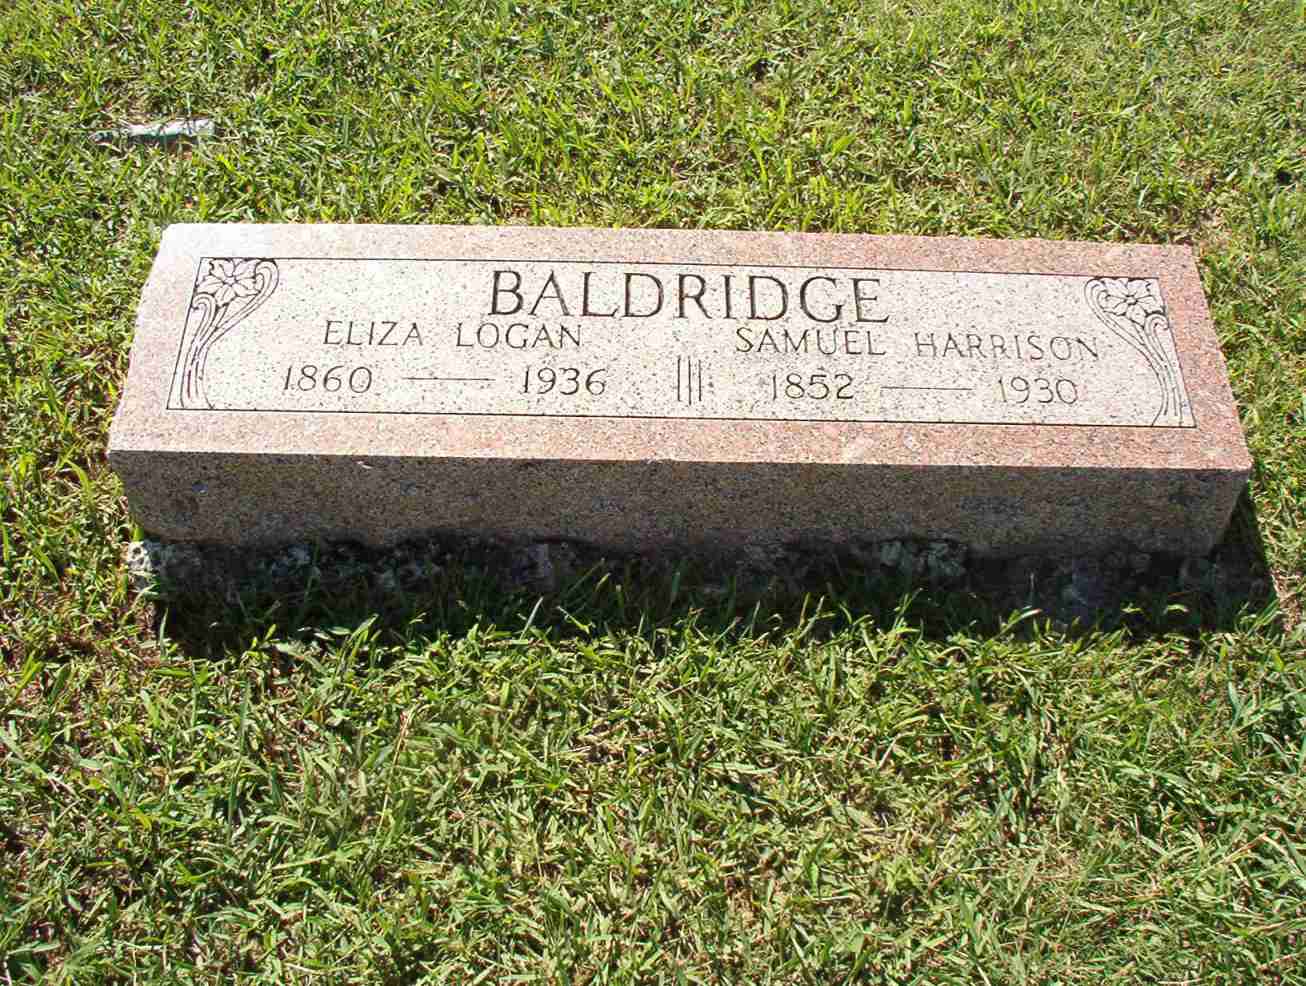 BALDRIDGE
ELIZA LOGAN SAMUEL HARRISON
1860 — 1936 1852 — 1930